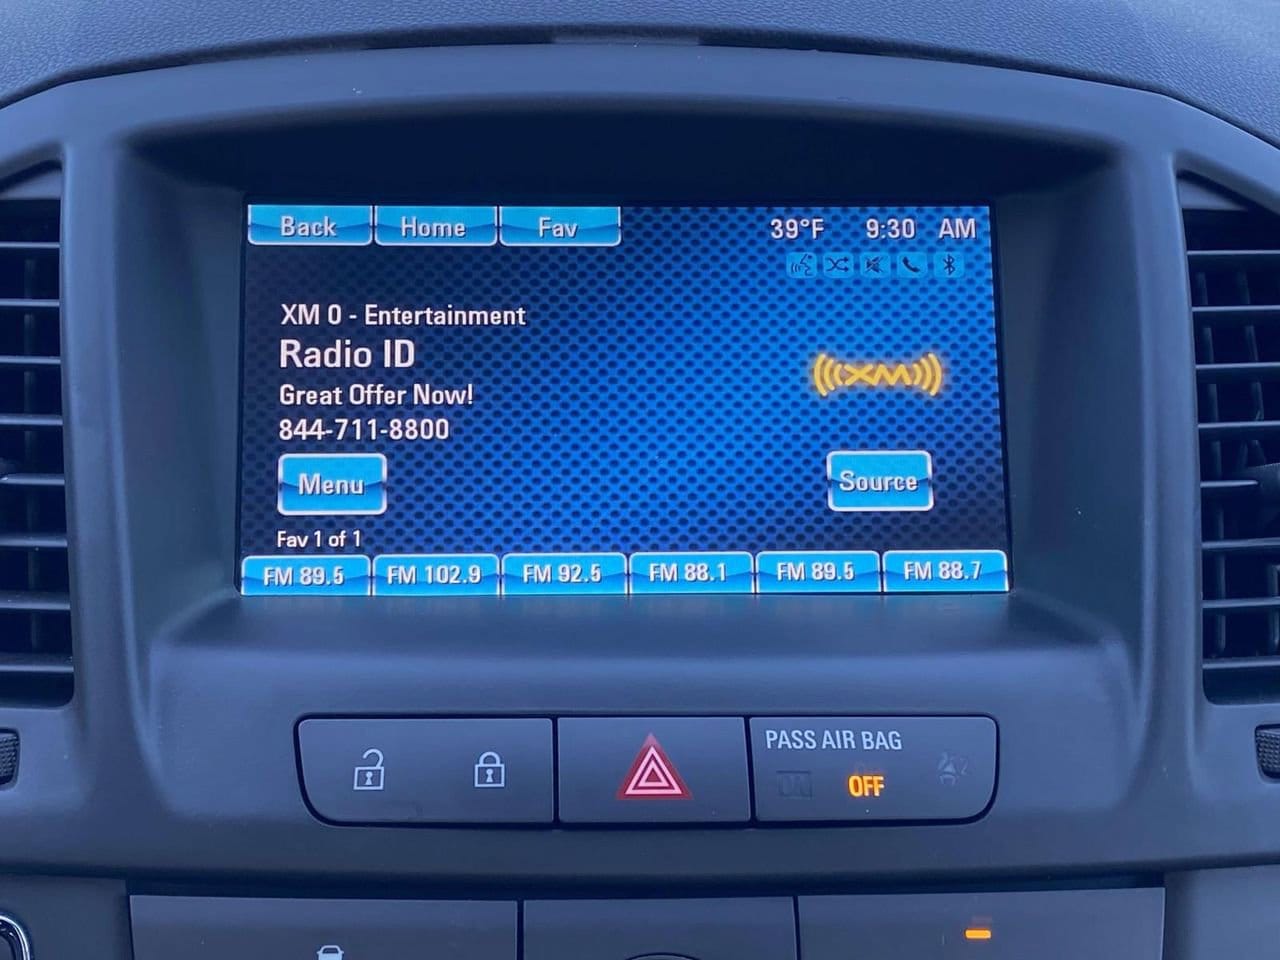 Back Home Fav 39°F 9:30 AM
XM 0 - Entertainment
Radio ID
Great Offer Now!
844-711-8800
XM
Menu Source
Fav 1 of 1
FM 89.5 FM 102.9 FM 92.5 FM 88.1 FM 89.5 FM 88.7
PASS AIR BAG
ON OFF 2